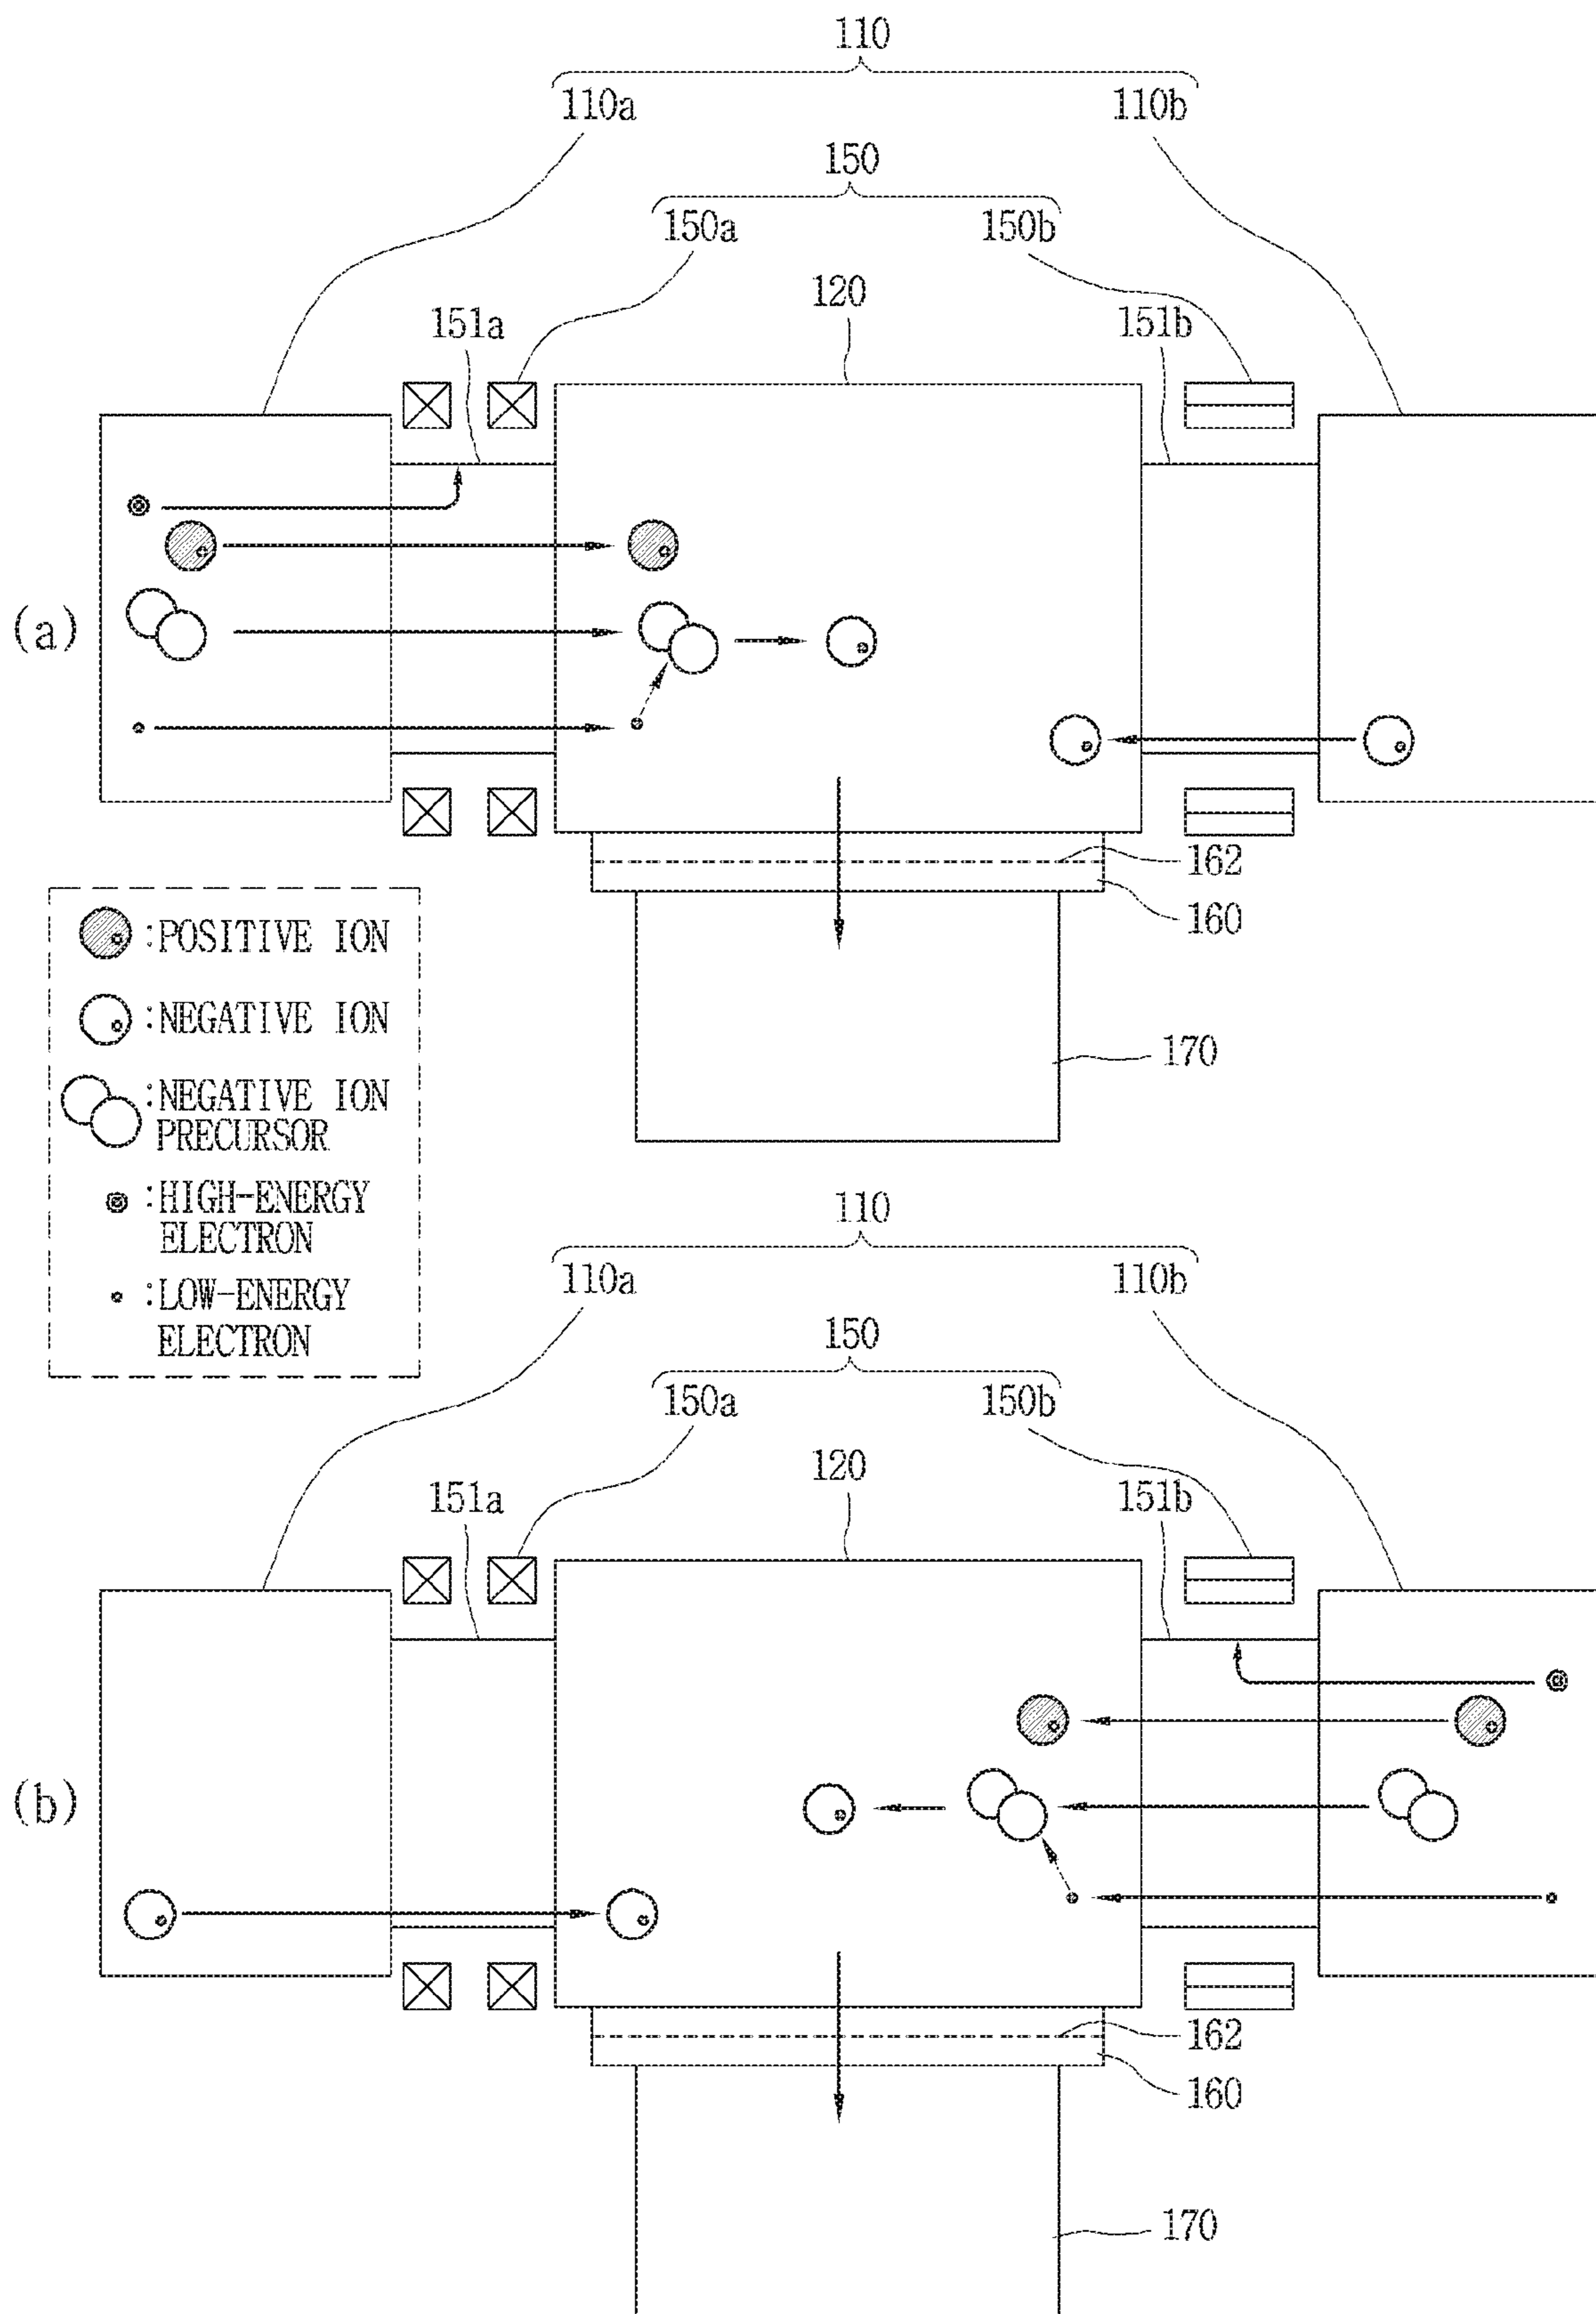 110
110a 110b
150
150a 150b
120
151a 151b
(a)
162
160
170
:POSITIVE ION
:NEGATIVE ION
:NEGATIVE ION
PRECURSOR
:HIGH-ENERGY
ELECTRON
:LOW-ENERGY
ELECTRON
110
110a 110b
150
150a 150b
120
151a 151b
(b)
162
160
170